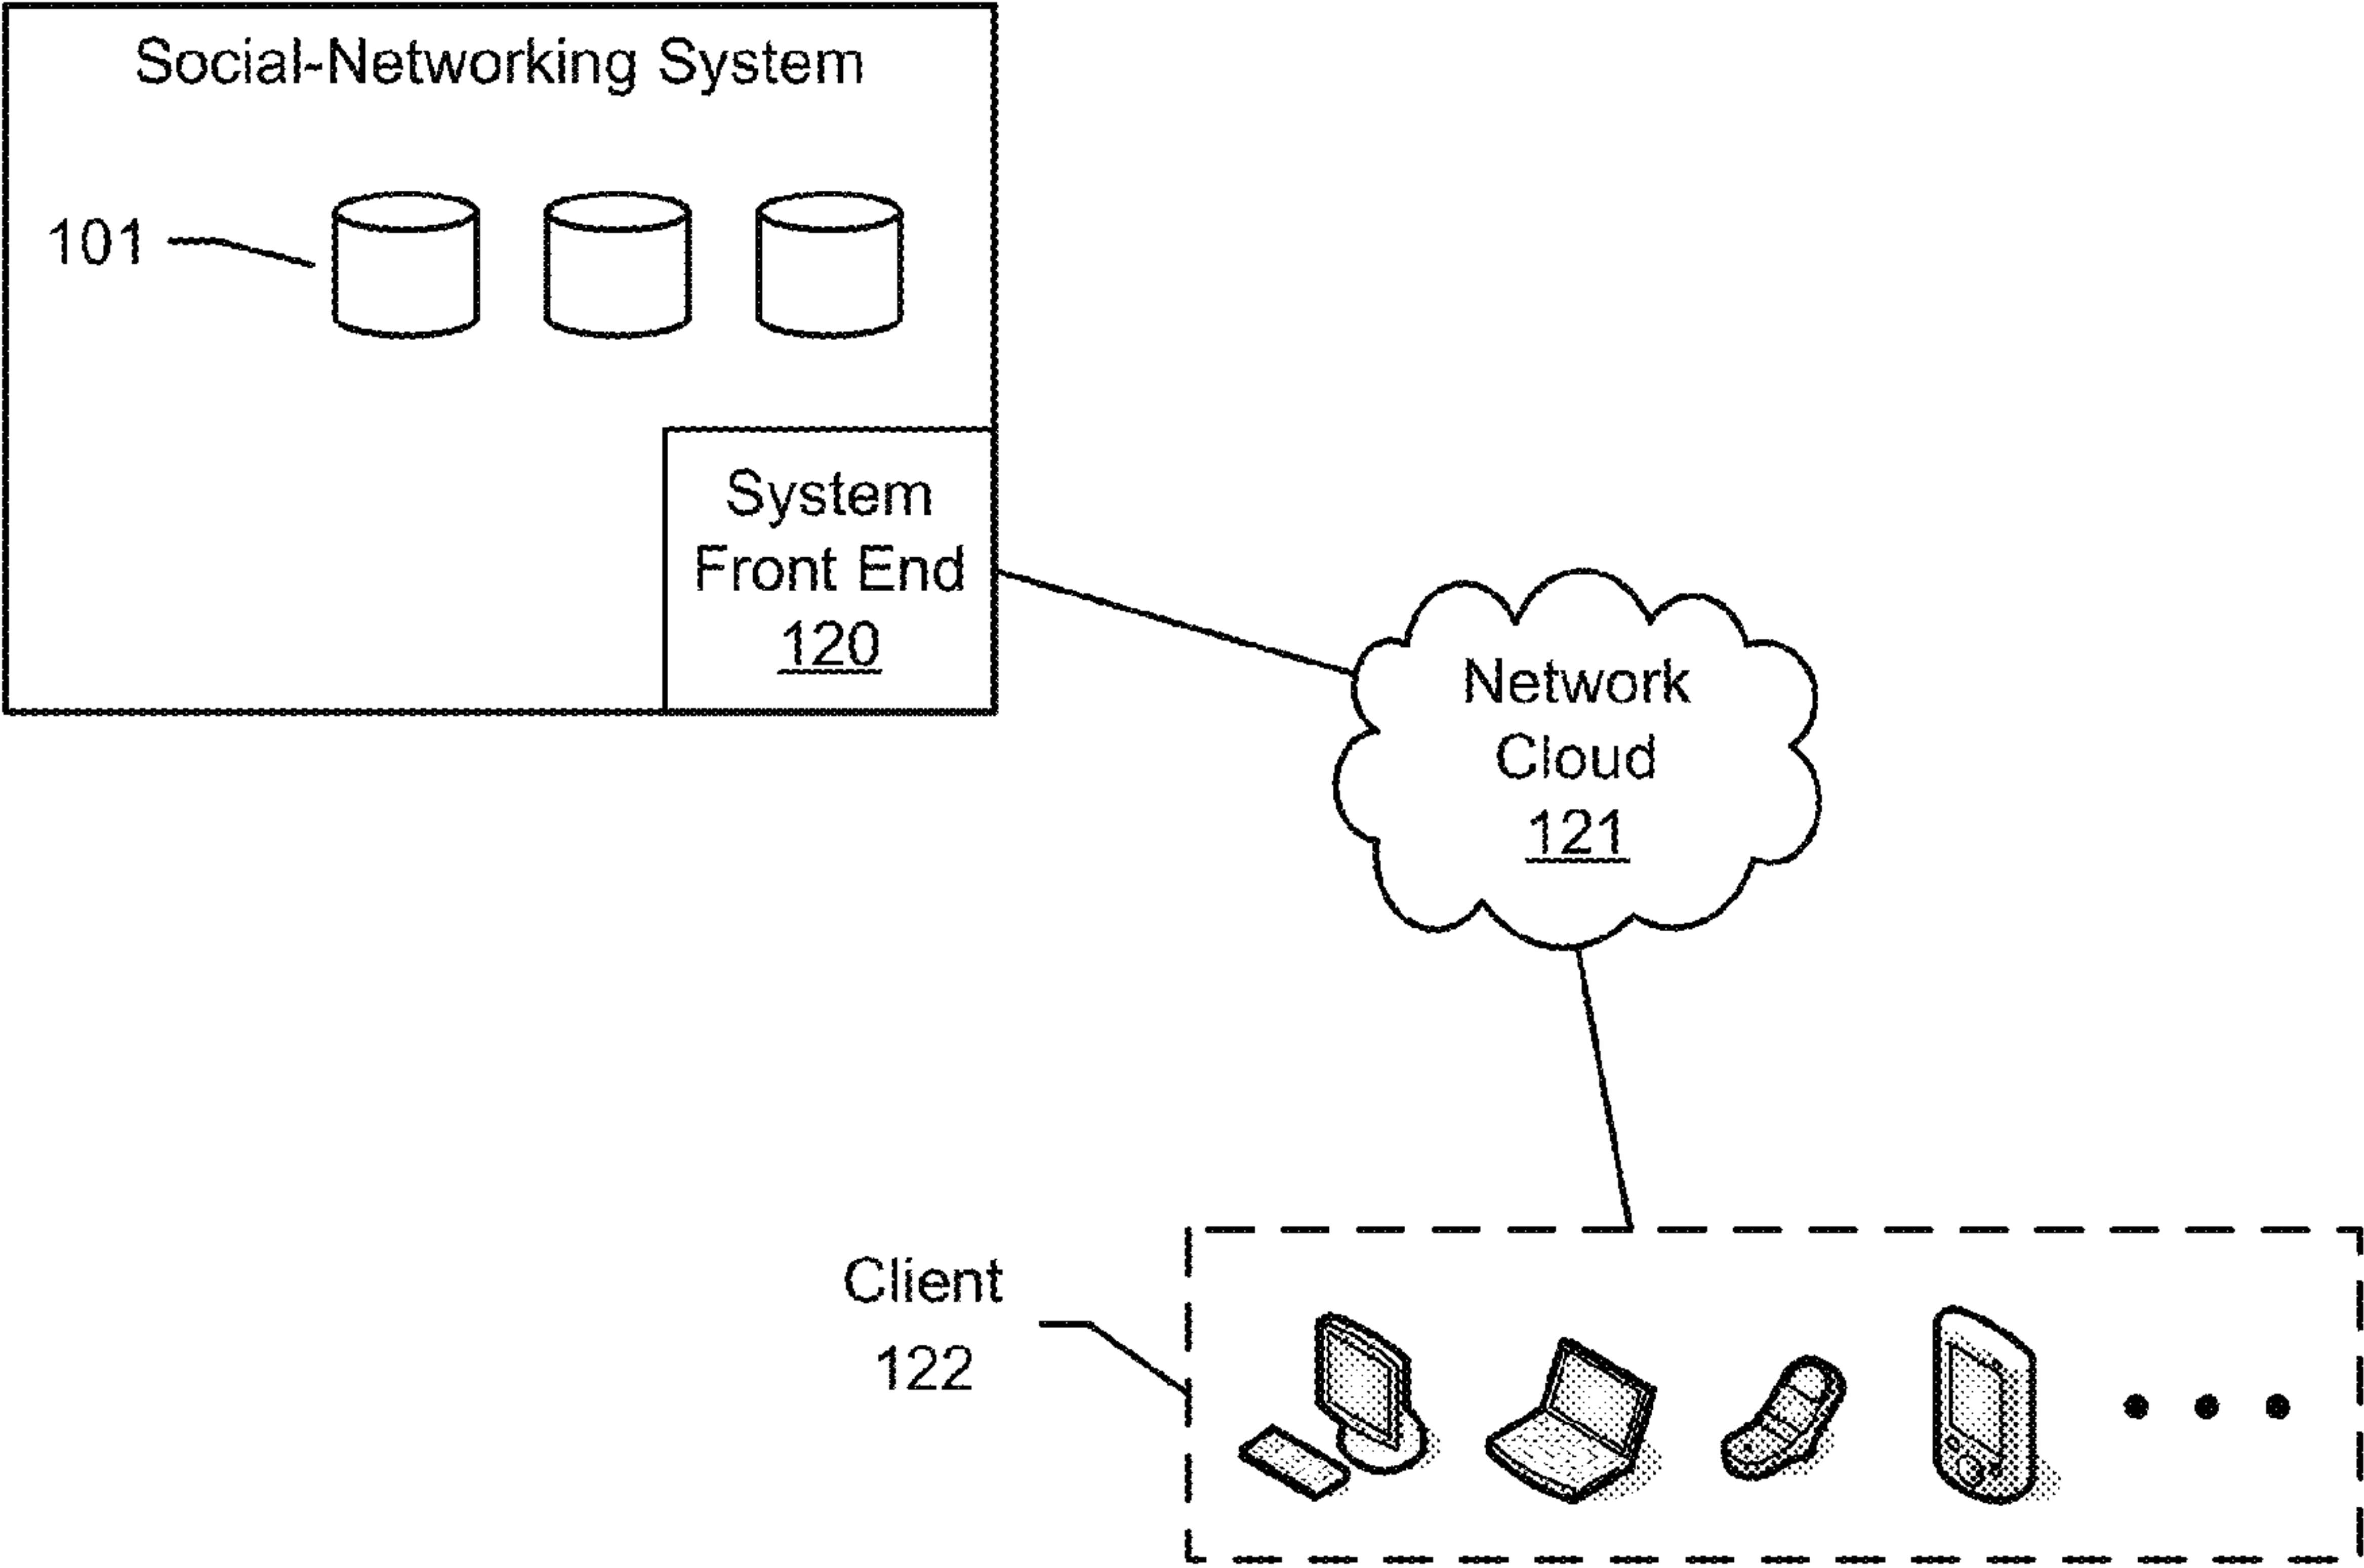 Social-Networking System
101
System
Front End
120
Network
Cloud
121
Client
122